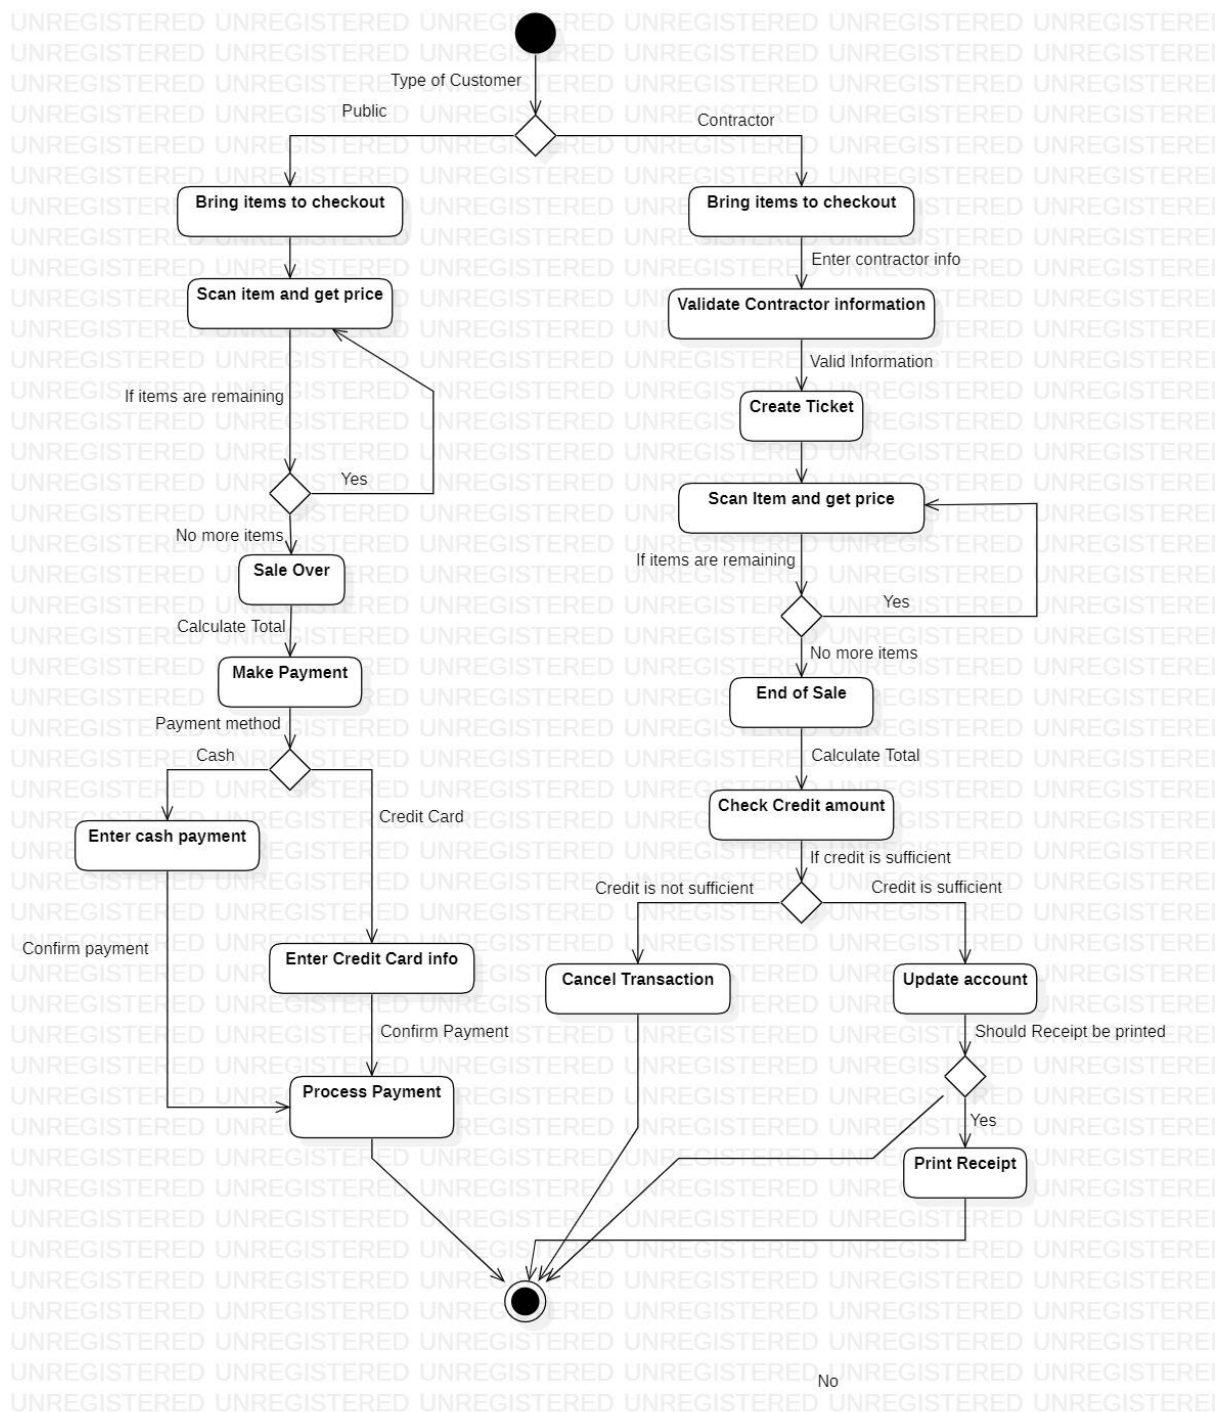 Type of Customer
Public
Contractor
Bring items to checkout
Bring items to checkout
Enter contractor info
Scan item and get price
Validate Contractor information
Valid Information
If items are remaining
Create Ticket
Yes
Scan Item and get price
No more items
If items are remaining
Sale Over
Yes
Calculate Total
No more items
Make Payment
End of Sale
Payment method
Cash
Calculate Total
Credit Card
Check Credit amount
Enter cash payment
If credit is sufficient
Credit is not sufficient
Credit is sufficient
Confirm payment
Enter Credit Card info
Cancel Transaction
Update account
Confirm Payment
Should Receipt be printed
Process Payment
Yes
Print Receipt
No
UNREGISTERED